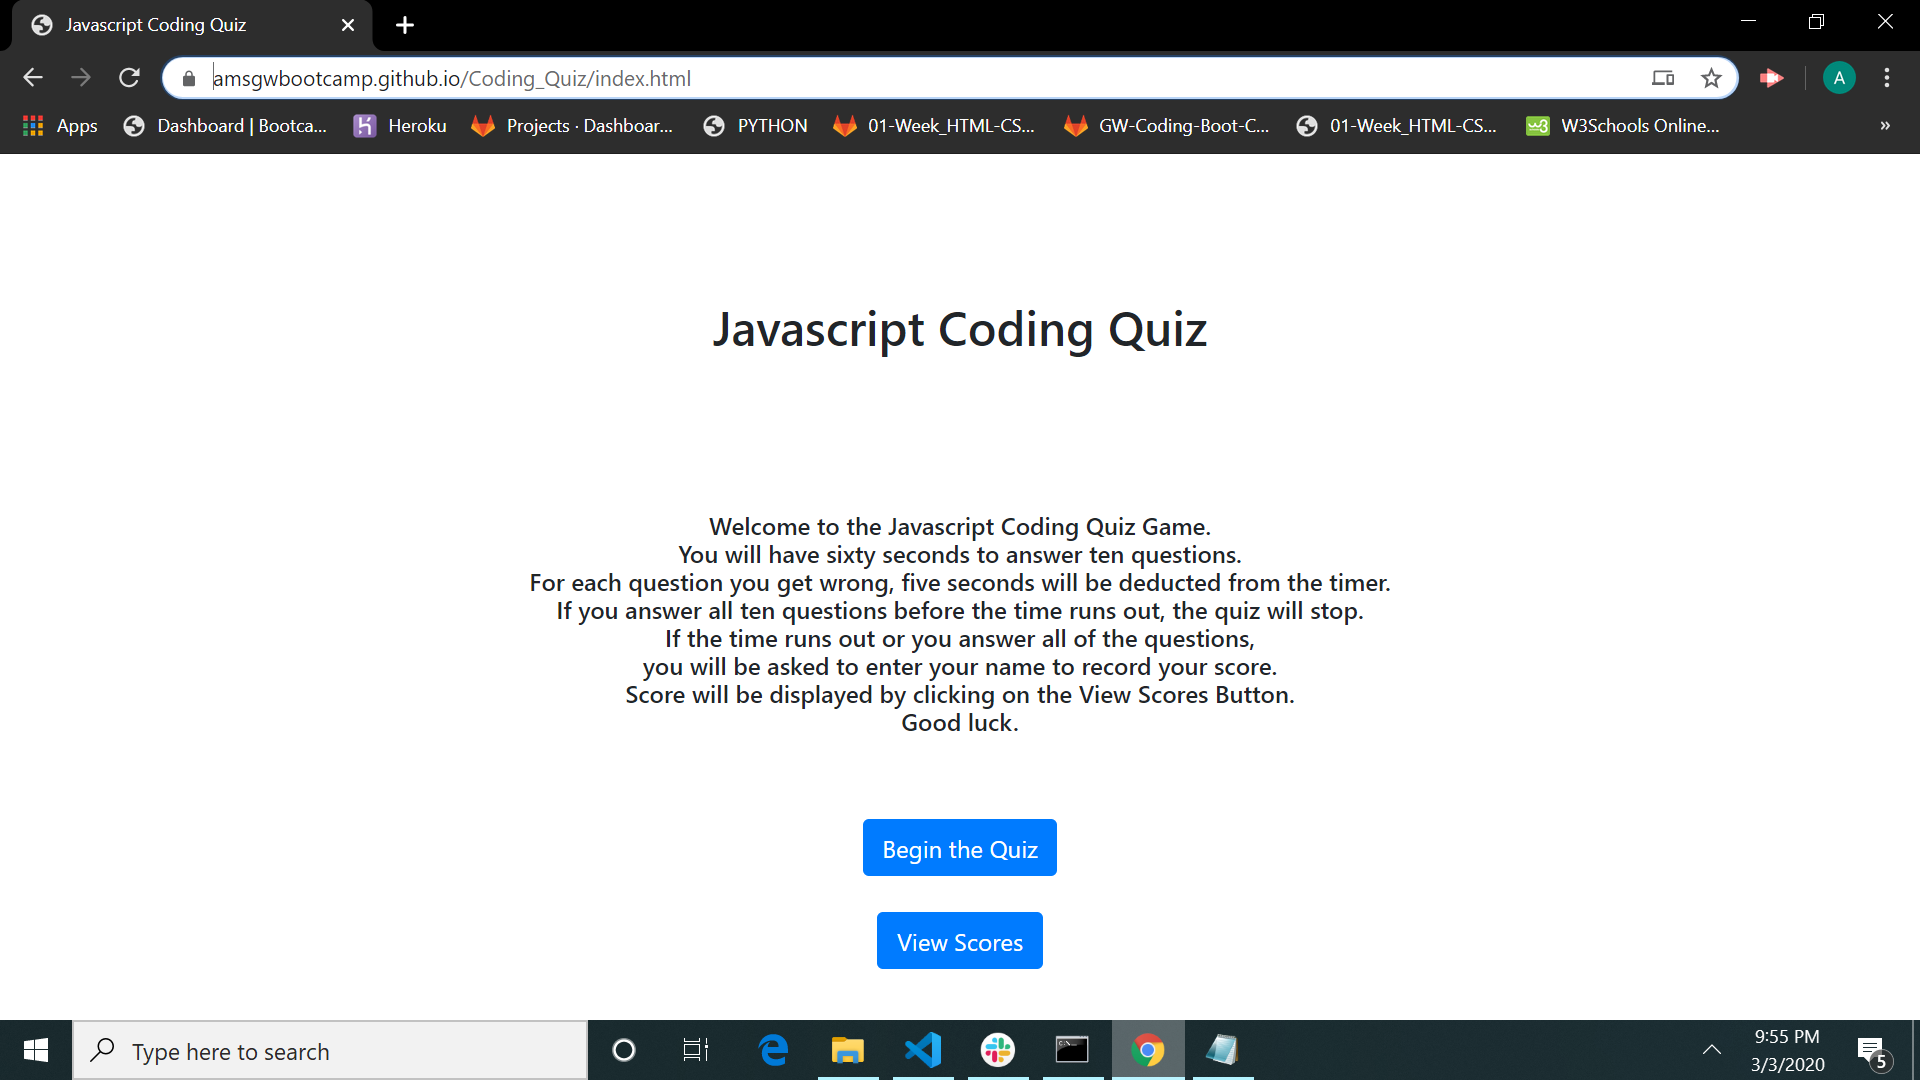 Javascript Coding Quiz
amsgwbootcamp.github.io/Coding_Quiz/index.html
A
Apps
Dashboard | Bootca...
Heroku
Projects · Dashboar...
PYTHON
01-Week_HTML-CS...
GW-Coding-Boot-C...
01-Week_HTML-CS...
W3Schools Online...
»
Javascript Coding Quiz
Welcome to the Javascript Coding Quiz Game.
You will have sixty seconds to answer ten questions.
For each question you get wrong, five seconds will be deducted from the timer.
If you answer all ten questions before the time runs out, the quiz will stop.
If the time runs out or you answer all of the questions,
you will be asked to enter your name to record your score.
Score will be displayed by clicking on the View Scores Button.
Good luck.
Begin the Quiz
View Scores
Type here to search
9:55 PM
3/3/2020
5